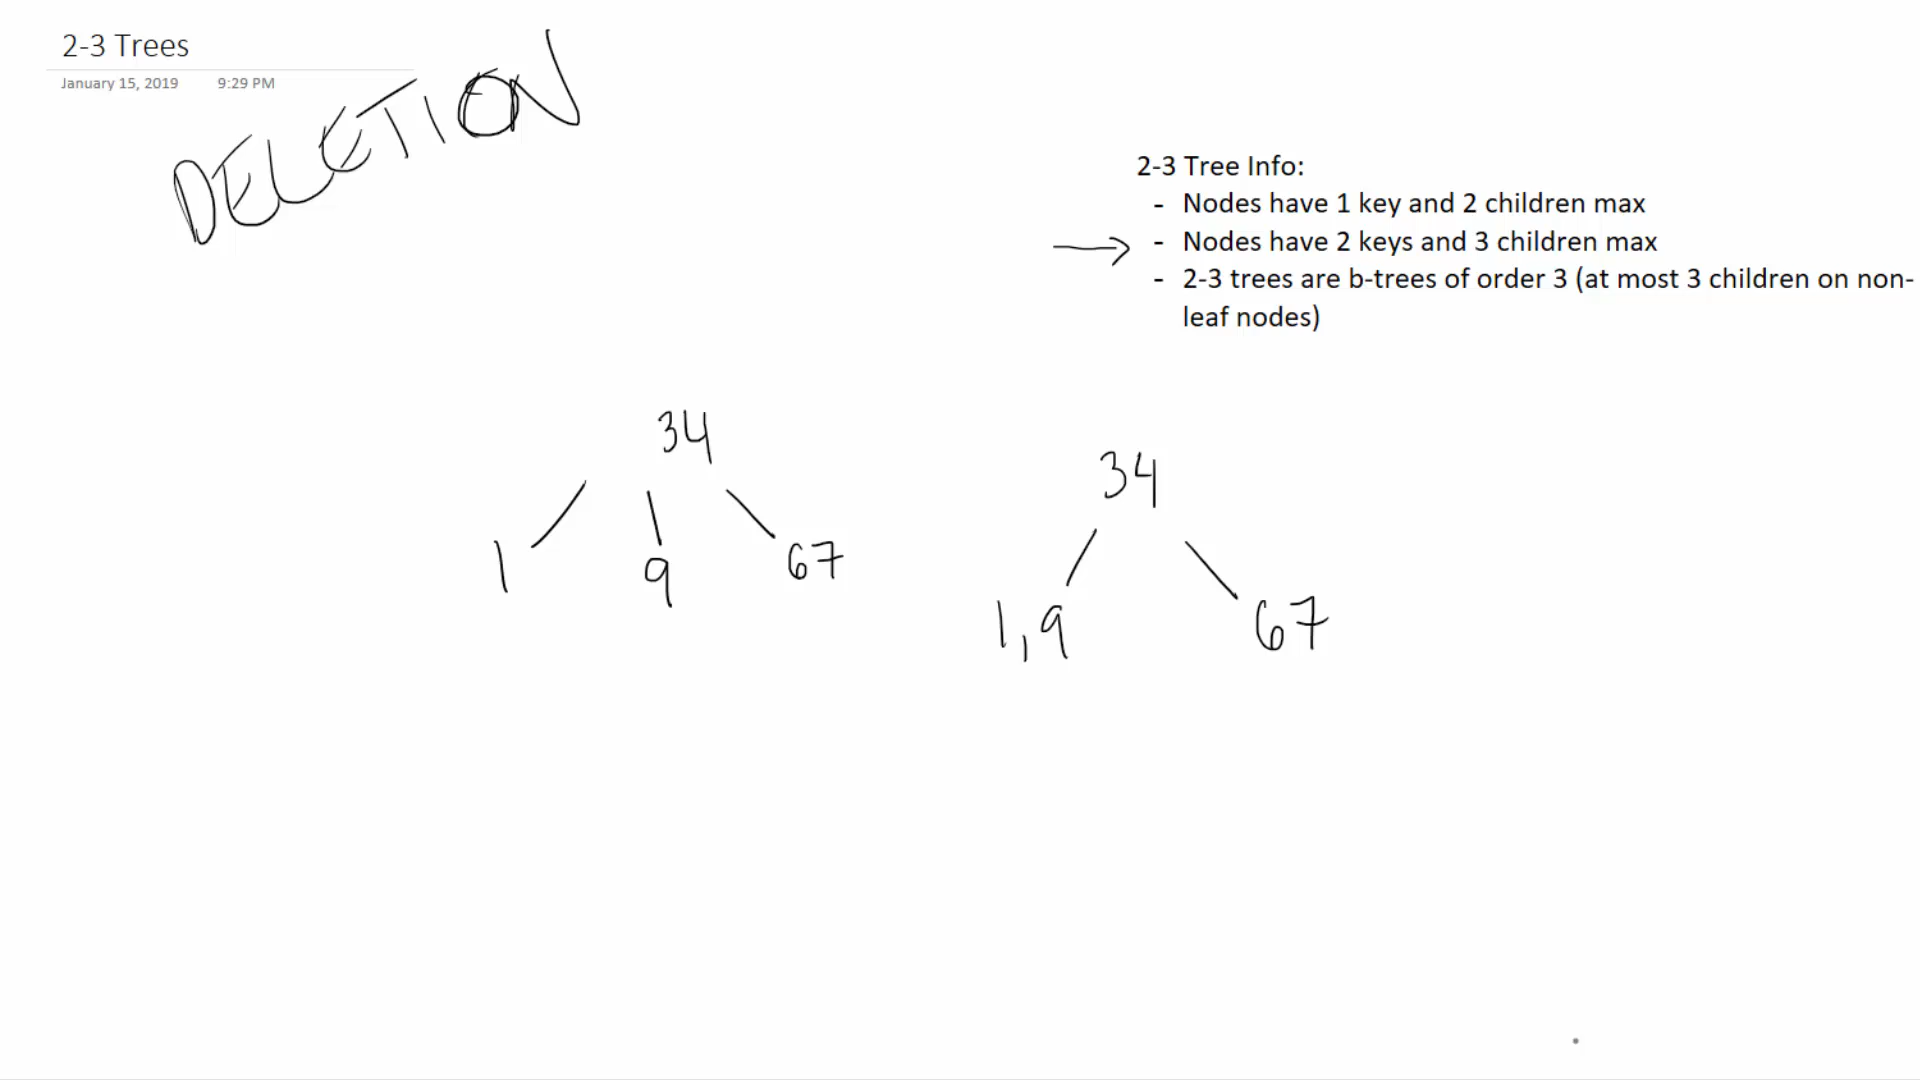 2-3 Trees
January 15, 2019 9:29 PM
DELETION
2-3 Tree Info:
- Nodes have 1 key and 2 children max
- Nodes have 2 keys and 3 children max
- 2-3 trees are b-trees of order 3 (at most 3 children on non-
leaf nodes)
34
1 9 67
34
1,9 67